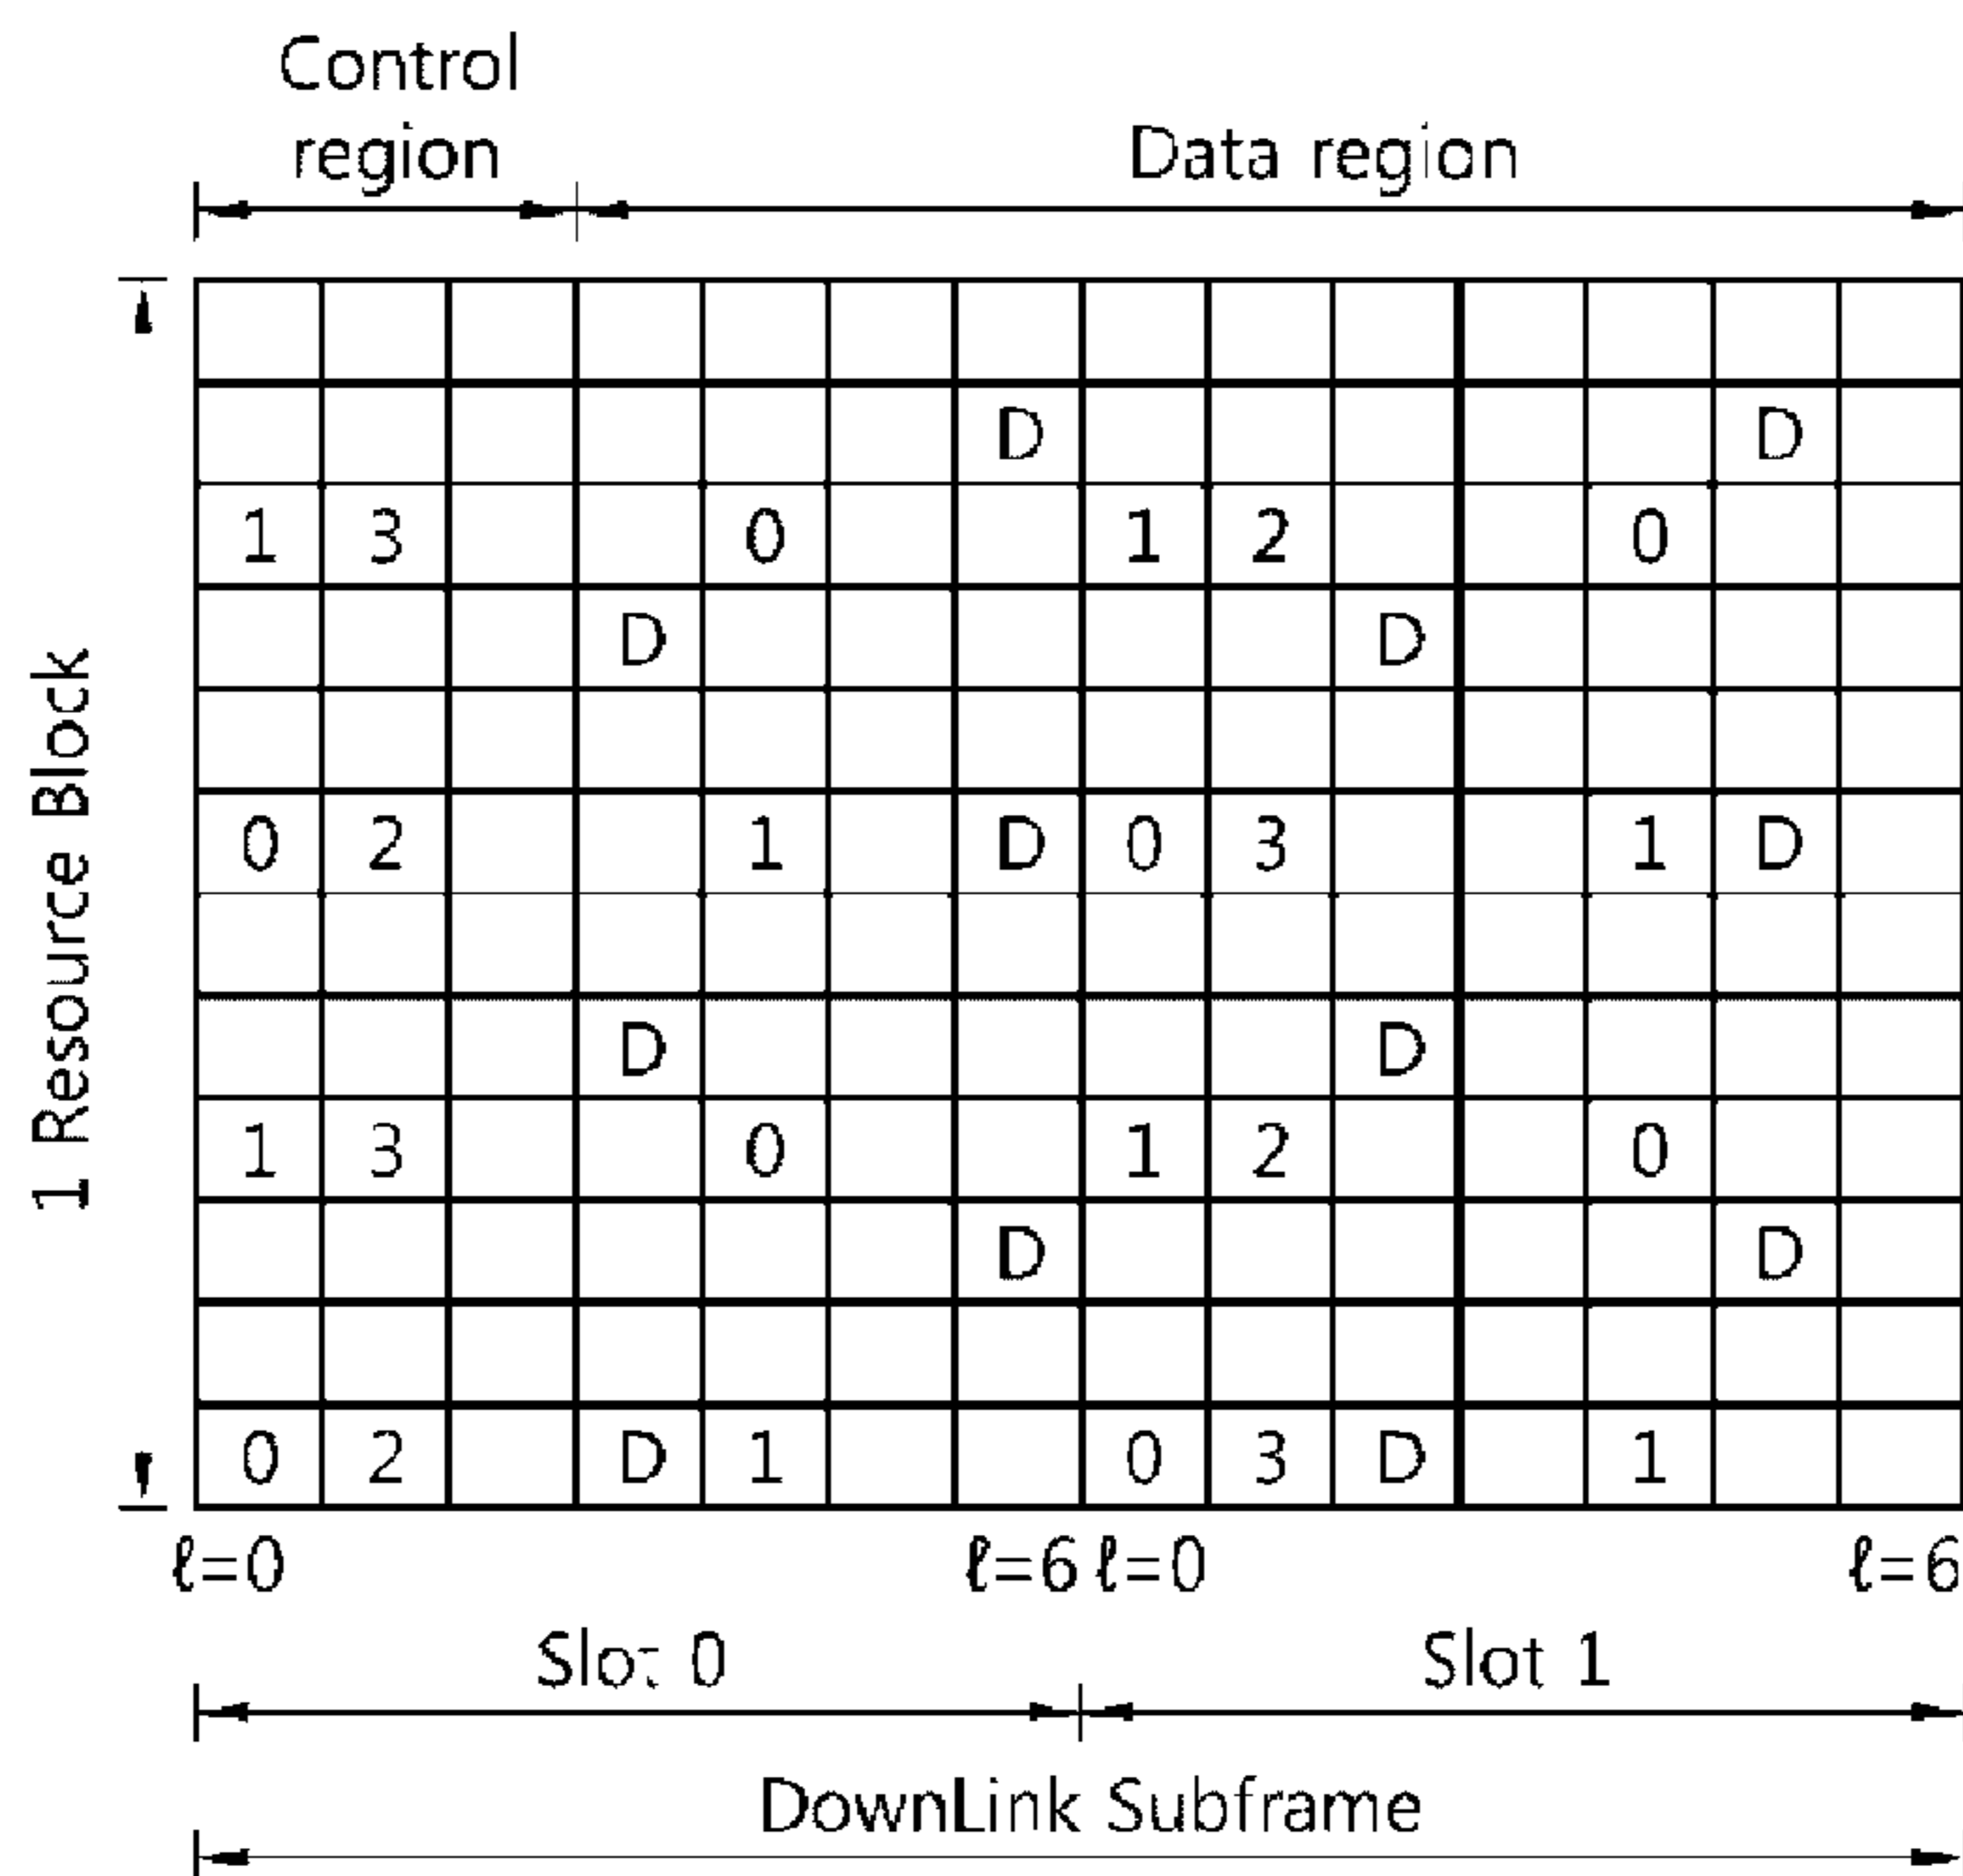 Control
region
Data region
D D
1 3 0 1 2 0
D D
0 2 1 D 0 3 1 D
D D
1 3 0 1 2 0
D D
0 2 D 1 0 3 D 1
1 Resource Block
ℓ=0 ℓ=6 ℓ=0 ℓ=6
Slot 0 Slot 1
DownLink Subframe